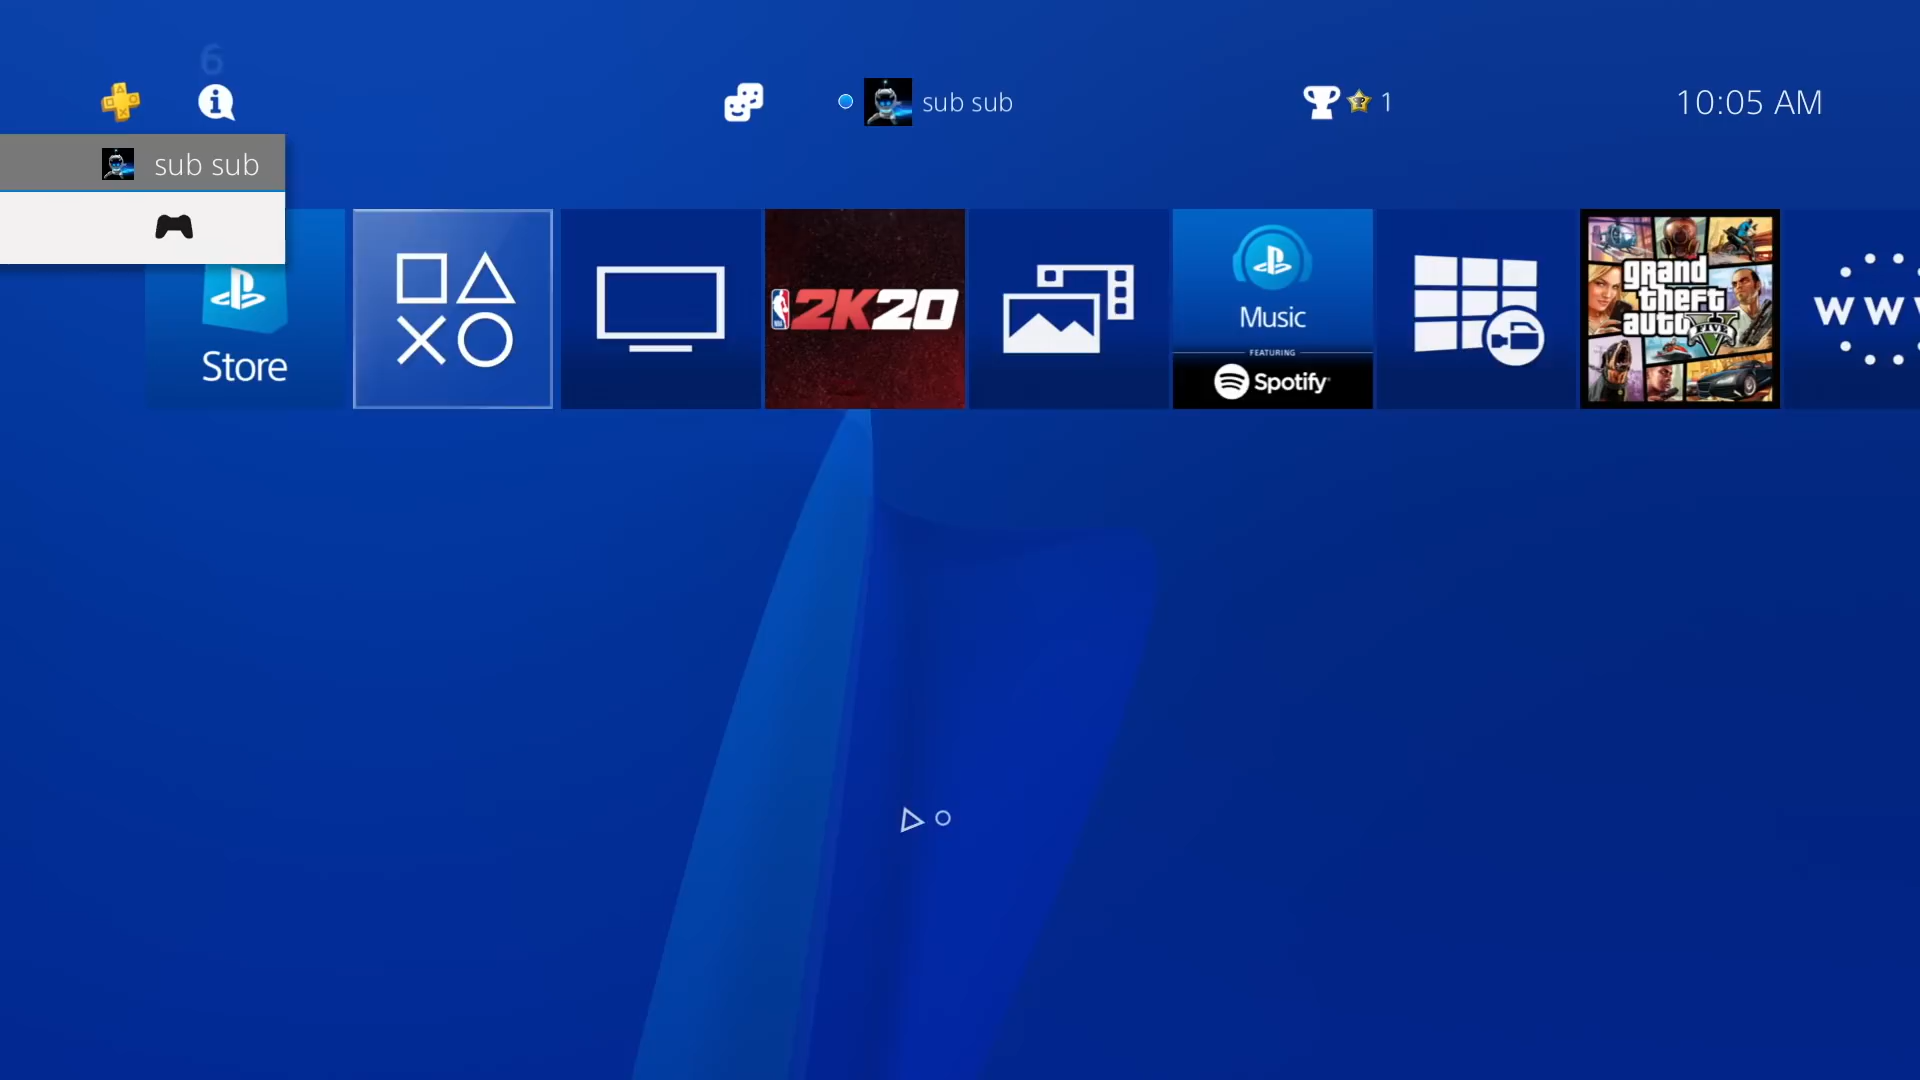 6
sub sub
1
10:05 AM
sub sub
Store
2K20
Music
FEATURING
Spotify
grand
theft
auto
FIVE
WWW